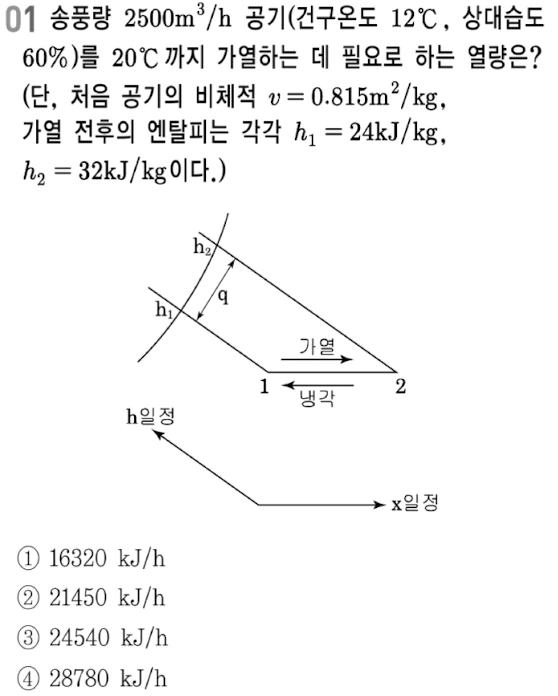 01 송풍량 2500m³/h 공기(건구온도 12℃, 상대습도
60%)를 20℃까지 가열하는 데 필요로 하는 열량은?
(단, 처음 공기의 비체적 v = 0.815m²/kg,
가열 전후의 엔탈피는 각각 h₁ = 24kJ/kg,
h₂ = 32kJ/kg이다.)
h₂
q
h₁
가열
1
2
냉각
h일정
x일정
① 16320 kJ/h
② 21450 kJ/h
③ 24540 kJ/h
④ 28780 kJ/h